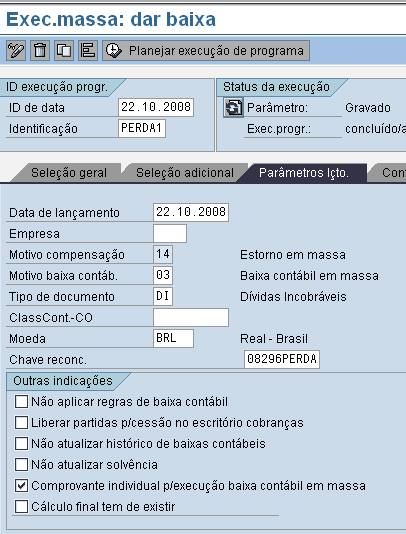 Exec.massa: dar baixa
Planejar execução de programa
ID execução progr.
Status da execução
ID de data 22.10.2008
Parâmetro: Gravado
Identificação PERDA1
Exec.progr.: concluído/a
Seleção geral Seleção adicional Parâmetros lçto. Con
Data de lançamento 22.10.2008
Empresa
Motivo compensação 14 Estorno em massa
Motivo baixa contáb. 03 Baixa contábil em massa
Tipo de documento DI Dívidas Incobráveis
ClassCont.-CO
Moeda BRL Real - Brasil
Chave reconc. 08296PERDA
Outras indicações
Não aplicar regras de baixa contábil
Liberar partidas p/cessão no escritório cobranças
Não atualizar histórico de baixas contábeis
Não atualizar solvência
Comprovante individual p/execução baixa contábil em massa
Cálculo final tem de existir